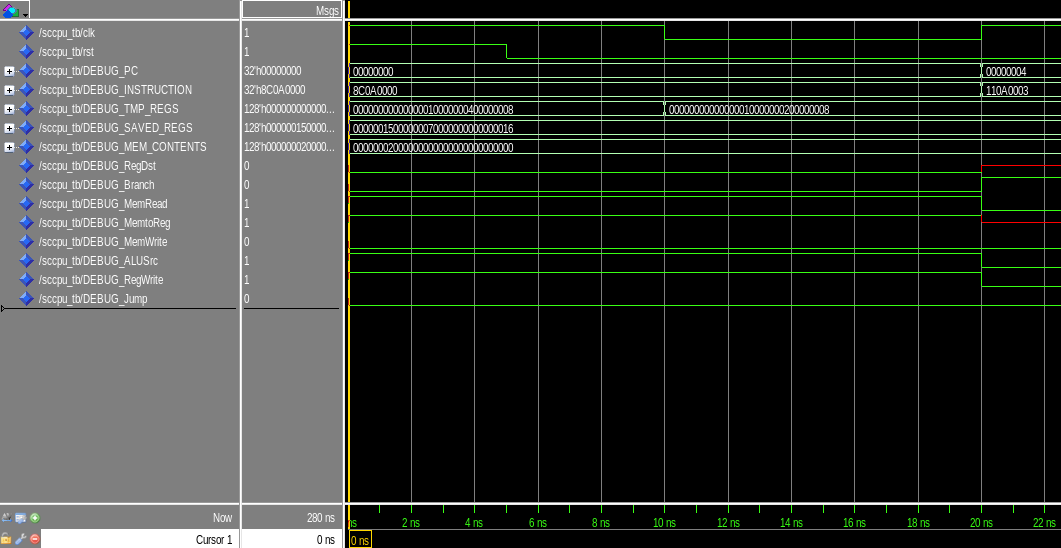 Msgs
/sccpu_tb/clk 1
/sccpu_tb/rst 1
/sccpu_tb/DEBUG_PC 32'h00000000 00000000 00000004
/sccpu_tb/DEBUG_INSTRUCTION 32'h8C0A0000 8C0A0000 110A0003
/sccpu_tb/DEBUG_TMP_REGS 128'h000000000000... 00000000000000010000000400000008 00000000000000010000000200000008
/sccpu_tb/DEBUG_SAVED_REGS 128'h000000150000... 00000015000000070000000000000016
/sccpu_tb/DEBUG_MEM_CONTENTS 128'h000000020000... 00000002000000000000000000000000
/sccpu_tb/DEBUG_RegDst 0
/sccpu_tb/DEBUG_Branch 0
/sccpu_tb/DEBUG_MemRead 1
/sccpu_tb/DEBUG_MemtoReg 1
/sccpu_tb/DEBUG_MemWrite 0
/sccpu_tb/DEBUG_ALUSrc 1
/sccpu_tb/DEBUG_RegWrite 1
/sccpu_tb/DEBUG_Jump 0
Now 280 ns ns 2 ns 4 ns 6 ns 8 ns 10 ns 12 ns 14 ns 16 ns 18 ns 20 ns 22 ns
Cursor 1 0 ns 0 ns